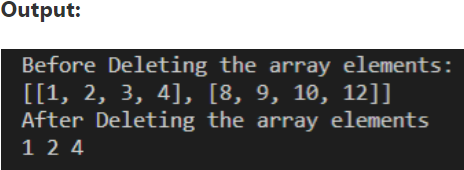 Output:
Before Deleting the array elements:
[[1, 2, 3, 4], [8, 9, 10, 12]]
After Deleting the array elements
1 2 4